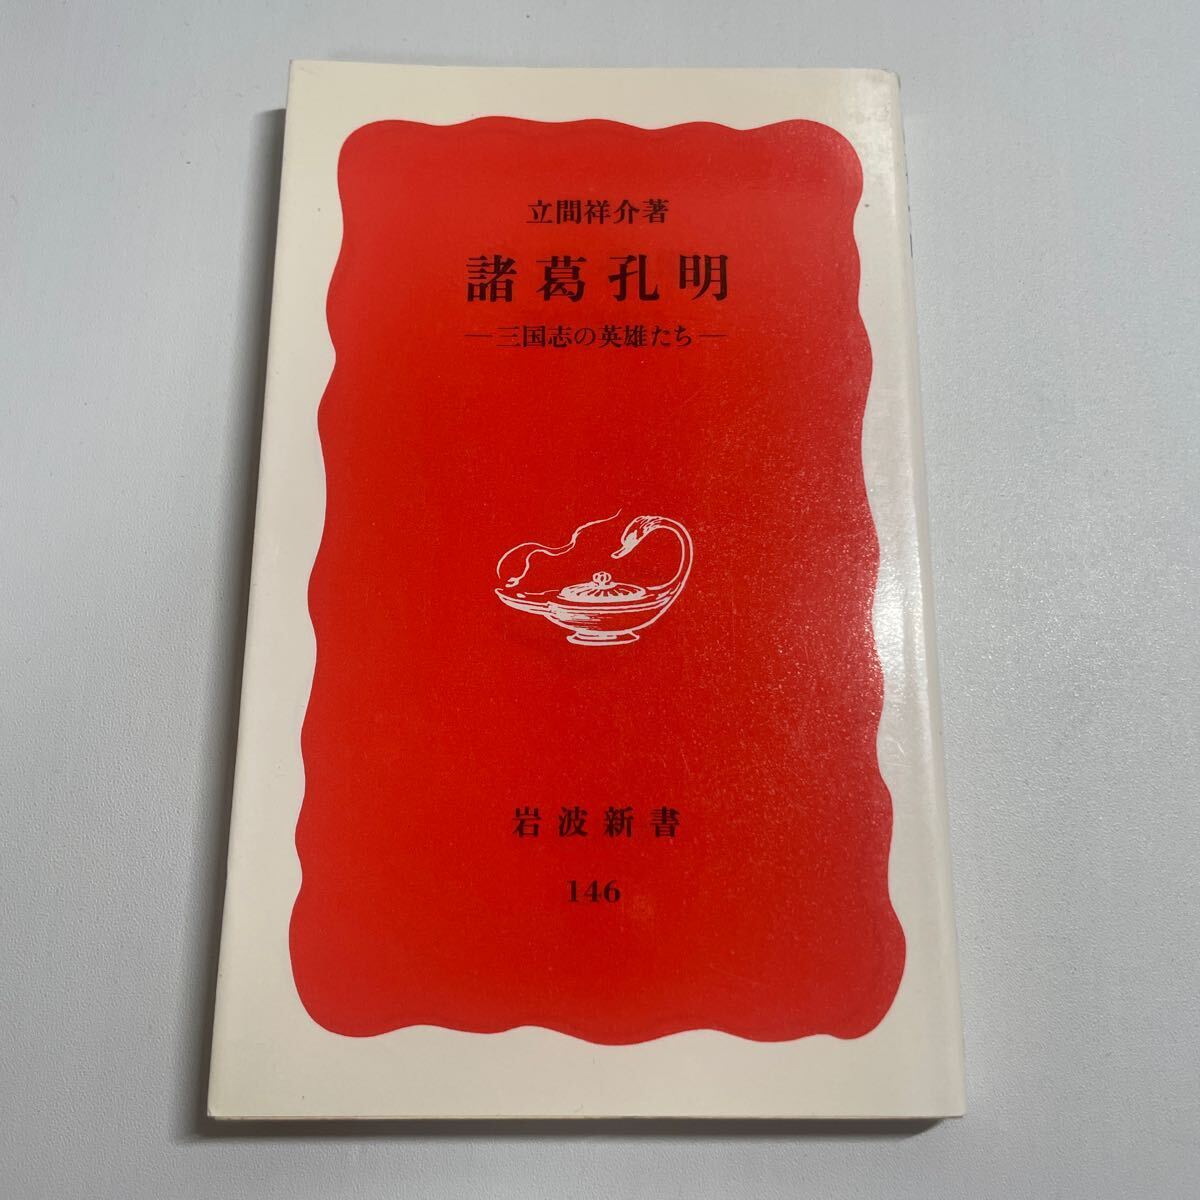 立間祥介著
諸葛孔明
―三国志の英雄たち―
岩波新書
146